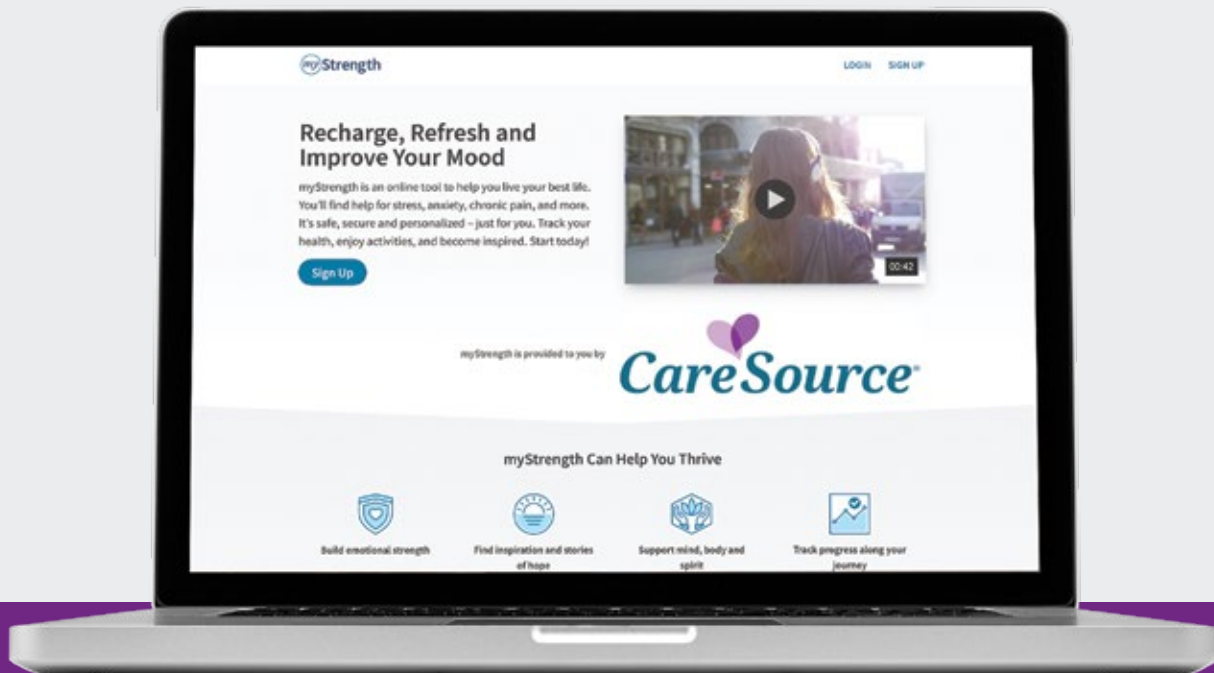 myStrength
LOGIN SIGN UP
Recharge, Refresh and
Improve Your Mood
myStrength is an online tool to help you live your best life.
You'll find help for stress, anxiety, chronic pain, and more.
It's safe, secure and personalized – just for you. Track your
health, enjoy activities, and become inspired. Start today!
Sign Up
00:42
myStrength is provided to you by
CareSource®
myStrength Can Help You Thrive
Build emotional strength
Find inspiration and stories
of hope
Support mind, body and
spirit
Track progress along your
journey